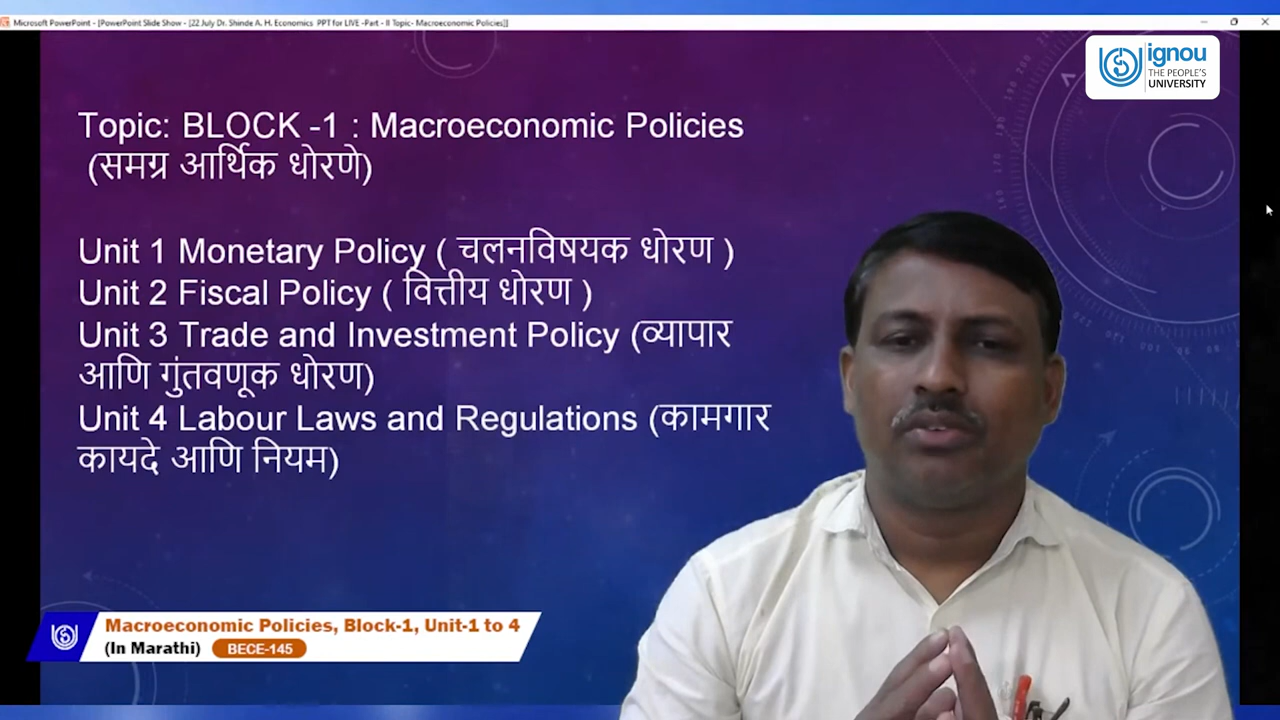 Microsoft PowerPoint - [PowerPoint Slide Show - [22 July Dr. Shinde A. H. Economics PPT for LIVE -Part - II Topic- Macroeconomic Policies]]
ignou
THE PEOPLE'S
UNIVERSITY
Topic: BLOCK -1 : Macroeconomic Policies
(समग्र आर्थिक धोरणे)
Unit 1 Monetary Policy ( चलनविषयक धोरण )
Unit 2 Fiscal Policy ( वित्तीय धोरण )
Unit 3 Trade and Investment Policy (व्यापार
आणि गुंतवणूक धोरण)
Unit 4 Labour Laws and Regulations (कामगार
कायदे आणि नियम)
Macroeconomic Policies, Block-1, Unit-1 to 4
(In Marathi) BECE-145